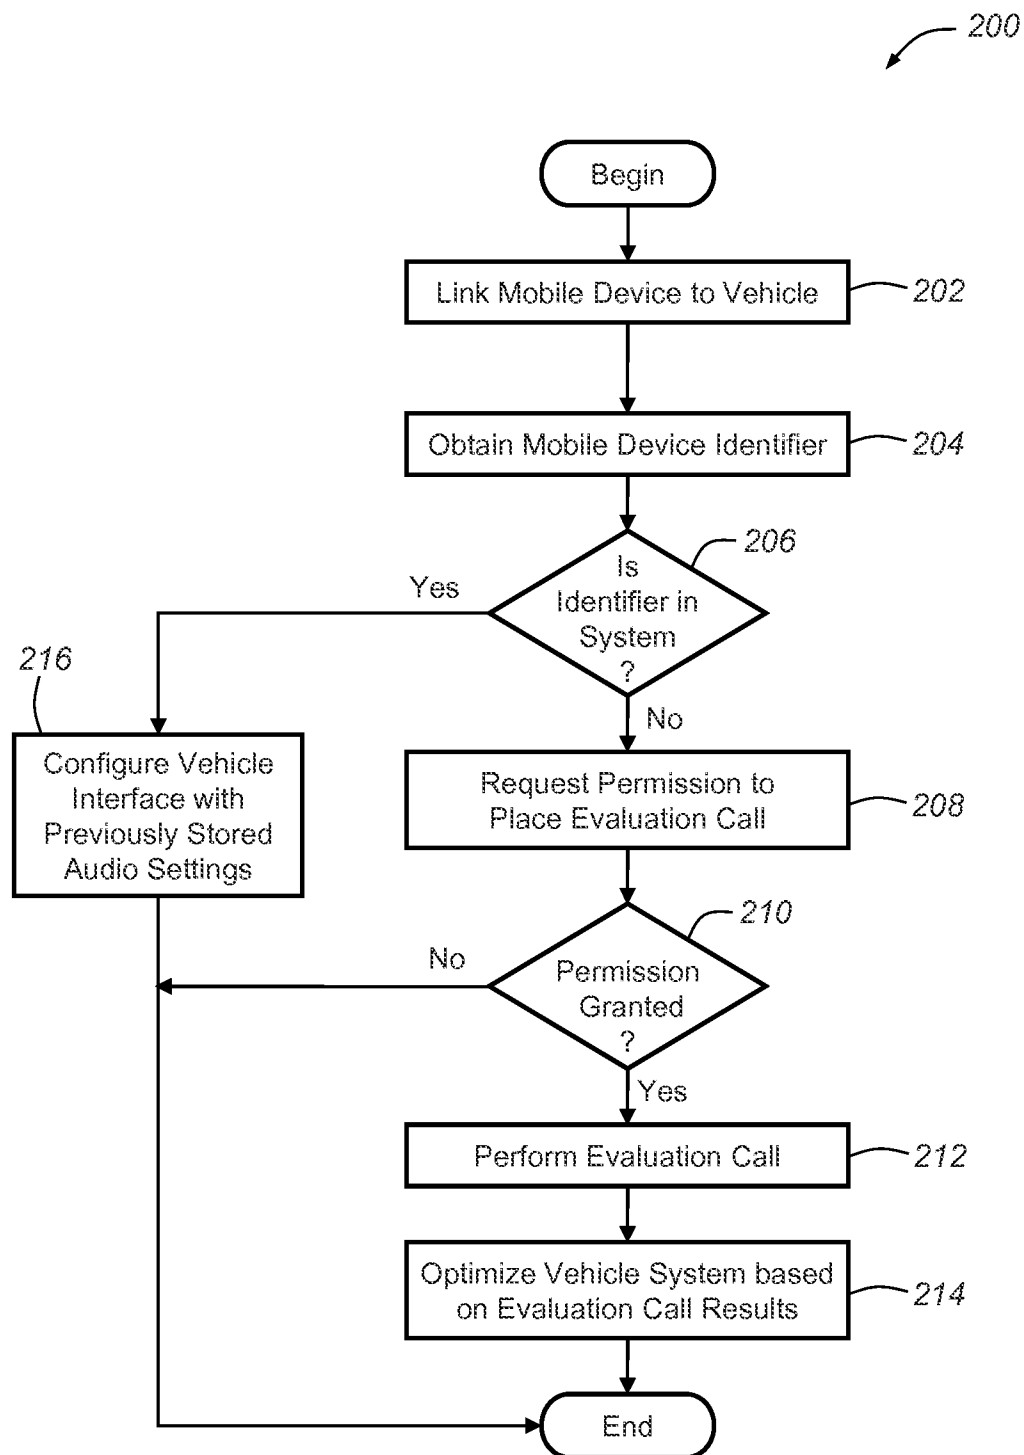 200
Begin
Link Mobile Device to Vehicle
202
Obtain Mobile Device Identifier
204
206
Is
Identifier in
System
?
Yes
No
216
Configure Vehicle
Interface with
Previously Stored
Audio Settings
Request Permission to
Place Evaluation Call
208
210
Permission
Granted
?
No
Yes
Perform Evaluation Call
212
Optimize Vehicle System based
on Evaluation Call Results
214
End